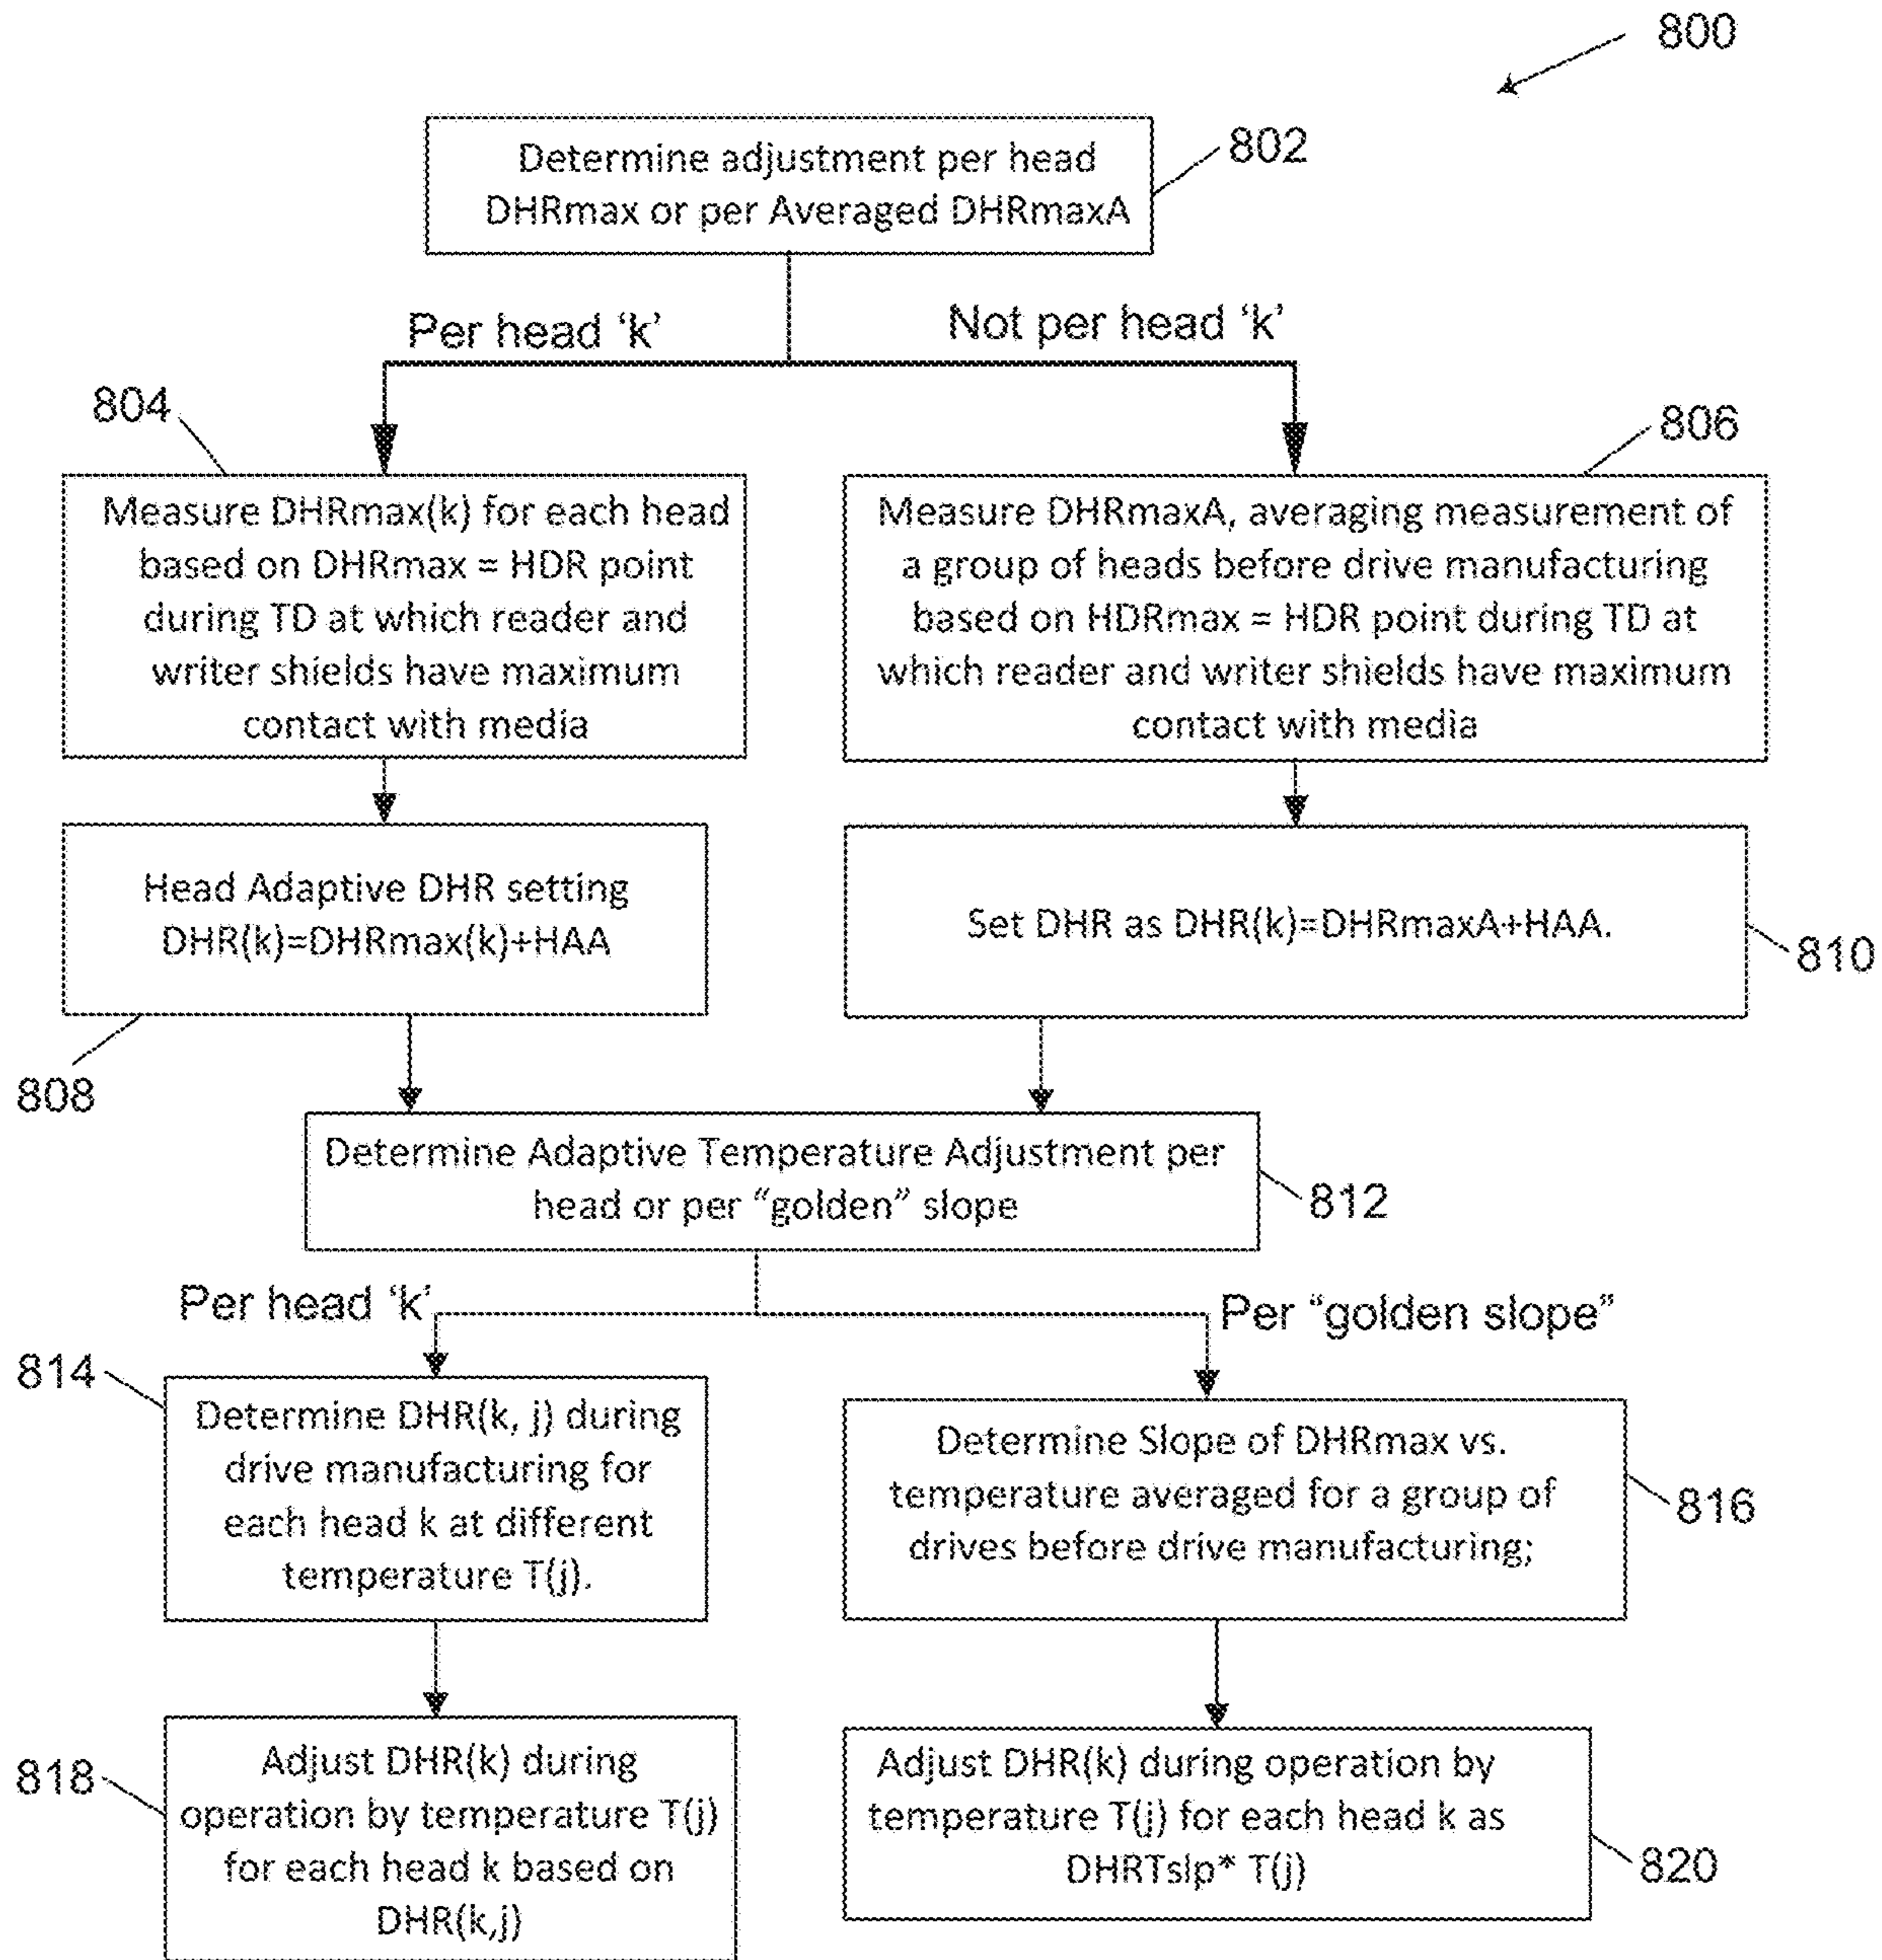 800
Determine adjustment per head
DHRmax or per Averaged DHRmaxA
802
Per head ‘k’
Not per head ‘k’
804
806
Measure DHRmax(k) for each head
based on DHRmax = HDR point
during TD at which reader and
writer shields have maximum
contact with media
Measure DHRmaxA, averaging measurement of
a group of heads before drive manufacturing
based on HDRmax = HDR point during TD at
which reader and writer shields have maximum
contact with media
Head Adaptive DHR setting
DHR(k)=DHRmax(k)+HAA
808
Set DHR as DHR(k)=DHRmaxA+HAA.
810
Determine Adaptive Temperature Adjustment per
head or per “golden” slope
812
Per head ‘k’
Per “golden slope”
814
Determine DHR(k, j) during
drive manufacturing for
each head k at different
temperature T(j).
Determine Slope of DHRmax vs.
temperature averaged for a group of
drives before drive manufacturing;
816
818
Adjust DHR(k) during
operation by temperature T(j)
for each head k based on
DHR(k,j)
Adjust DHR(k) during operation by
temperature T(j) for each head k as
DHRTslp* T(j)
820